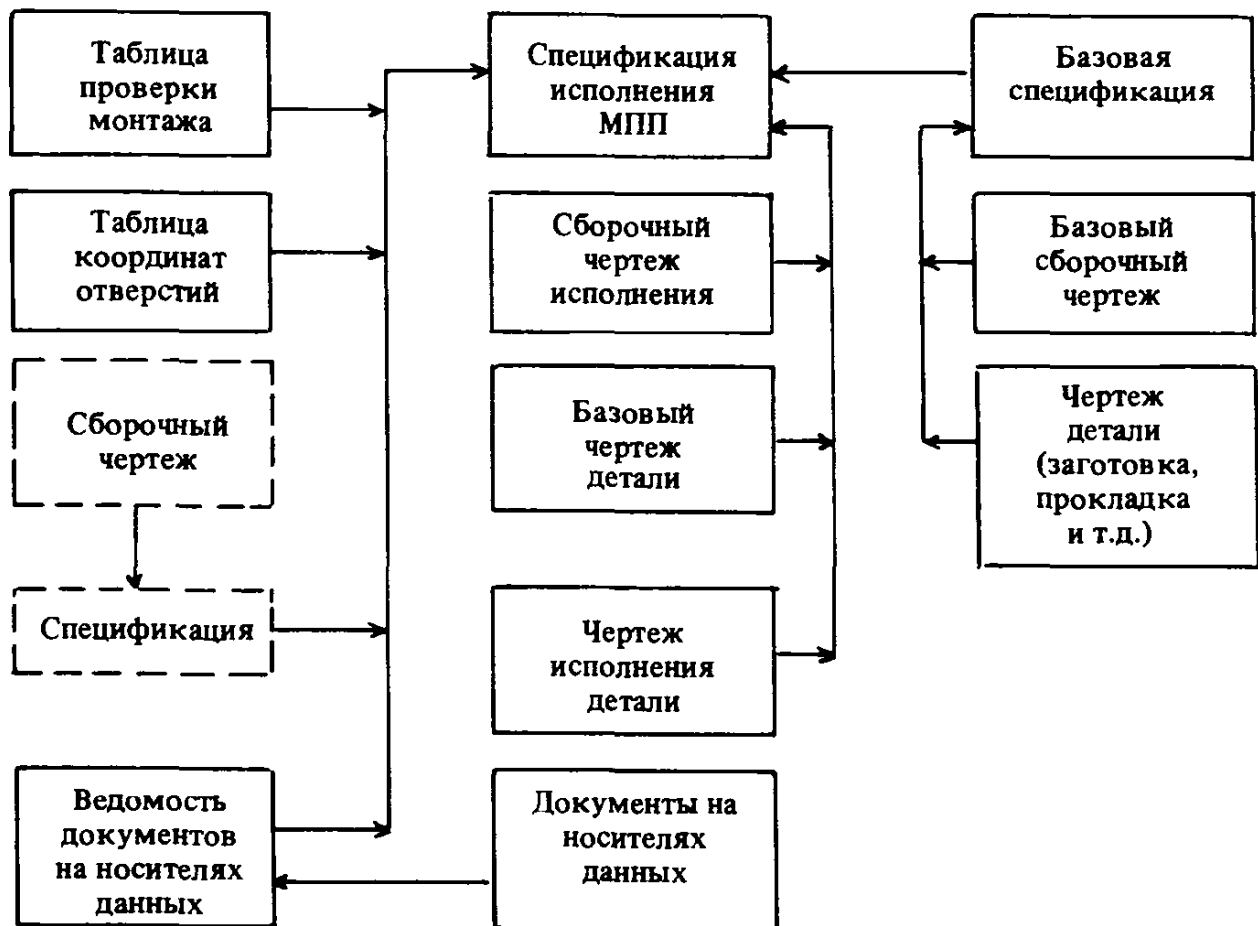 Таблица
проверки
монтажа
Спецификация
исполнения
МПП
Базовая
спецификация
Таблица
координат
отверстий
Сборочный
чертеж
исполнения
Базовый
сборочный
чертеж
Сборочный
чертеж
Базовый
чертеж
детали
Чертеж
детали
(заготовка,
прокладка
и т.д.)
Спецификация
Чертеж
исполнения
детали
Ведомость
документов
на носителях
данных
Документы на
носителях
данных